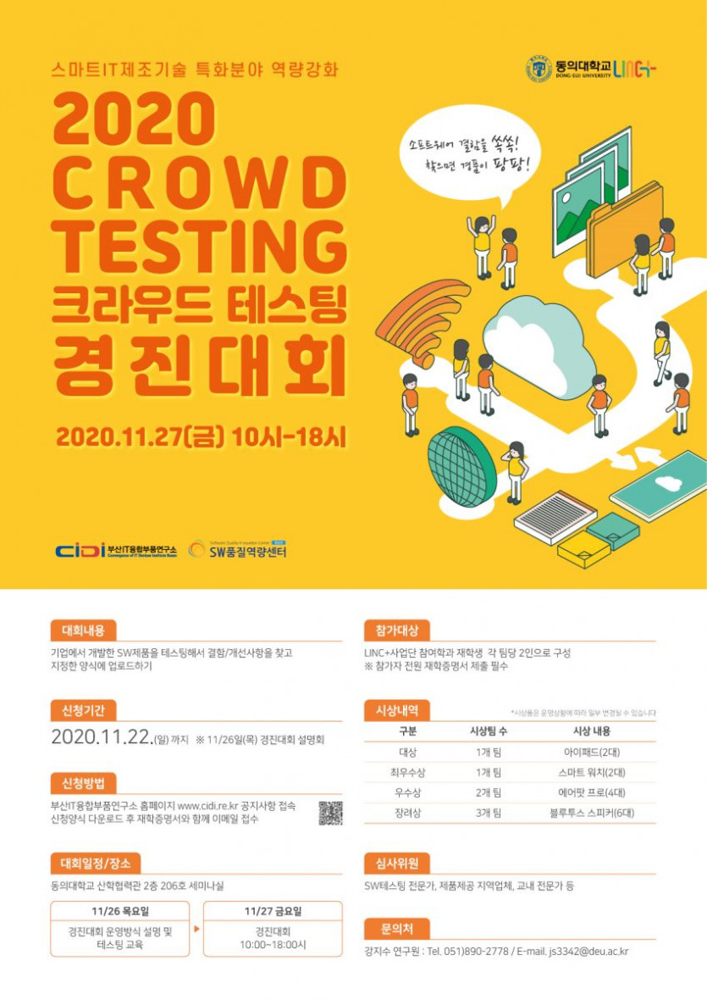 스마트IT제조기술 특화분야 역량강화
동의대학교 LINC+
DONG-EUI UNIVERSITY
2020
CROWD
TESTING
크라우드 테스팅
경진대회
2020.11.27(금) 10시-18시
소프트웨어 결함을 쏙쏙!
찾으면 경품이 팡팡!
CIDI 부산IT융합부품연구소
Convergence of IT Devices Institute Busan
Software Quality Innovation Center
SW품질역량센터
대회내용
기업에서 개발한 SW제품을 테스팅해서 결함/개선사항을 찾고
지정한 양식에 업로드하기
신청기간
2020.11.22.(일) 까지 ※ 11/26일(목) 경진대회 설명회
신청방법
부산IT융합부품연구소 홈페이지 www.cidi.re.kr 공지사항 접속
신청양식 다운로드 후 재학증명서와 함께 이메일 접수
대회일정/장소
동의대학교 산학협력관 2층 206호 세미나실
11/26 목요일
경진대회 운영방식 설명 및
테스팅 교육
11/27 금요일
경진대회
10:00~18:00시
참가대상
LINC+사업단 참여학과 재학생 각 팀당 2인으로 구성
※ 참가자 전원 재학증명서 제출 필수
시상내역
*시상품은 운영상황에 따라 일부 변경될 수 있습니다
구분 시상팀 수 시상 내용
대상 1개 팀 아이패드(2대)
최우수상 1개 팀 스마트 워치(2대)
우수상 2개 팀 에어팟 프로(4대)
장려상 3개 팀 블루투스 스피커(6대)
심사위원
SW테스팅 전문가, 제품제공 지역업체, 교내 전문가 등
문의처
강지수 연구원 : Tel. 051)890-2778 / E-mail. js3342@deu.ac.kr